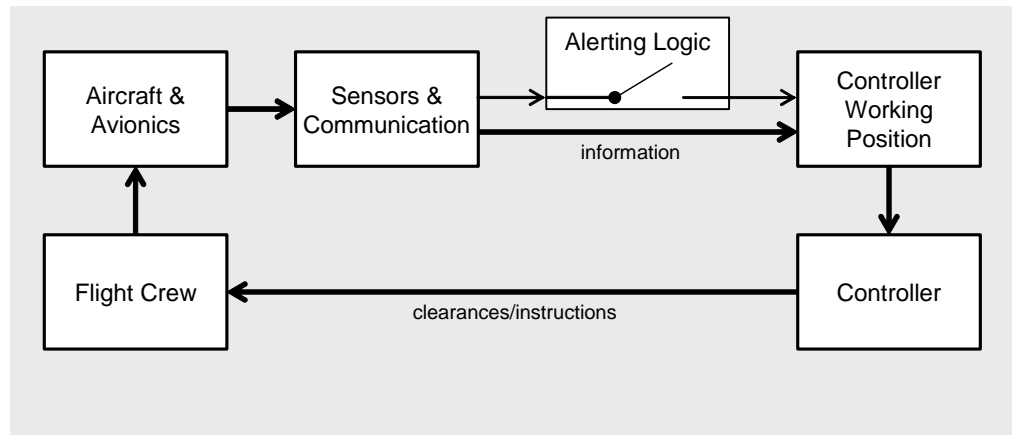 Alerting Logic
Aircraft &
Avionics
Sensors &
Communication
Controller
Working
Position
information
Flight Crew
clearances/instructions
Controller